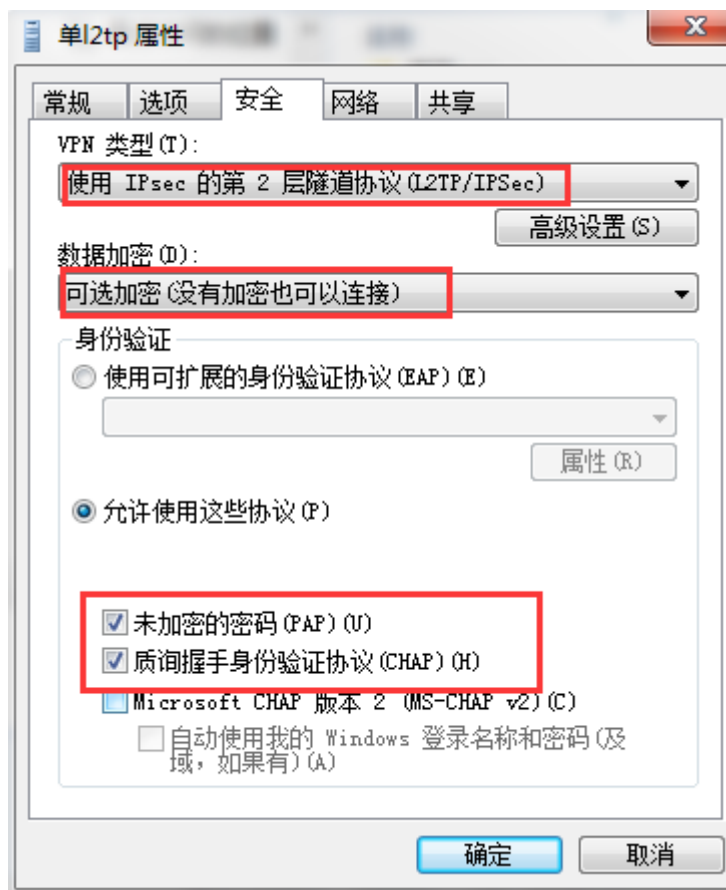 单l2tp 属性
常规 选项 安全 网络 共享
VPN 类型(T):
使用 IPsec 的第 2 层隧道协议(L2TP/IPSec)
高级设置(S)
数据加密(D):
可选加密(没有加密也可以连接)
身份验证
使用可扩展的身份验证协议(EAP)(E)
属性(R)
允许使用这些协议(P)
未加密的密码(PAP)(U)
质询握手身份验证协议(CHAP)(H)
Microsoft CHAP 版本 2 (MS-CHAP v2)(C)
自动使用我的 Windows 登录名称和密码(及
域，如果有)(A)
确定 取消